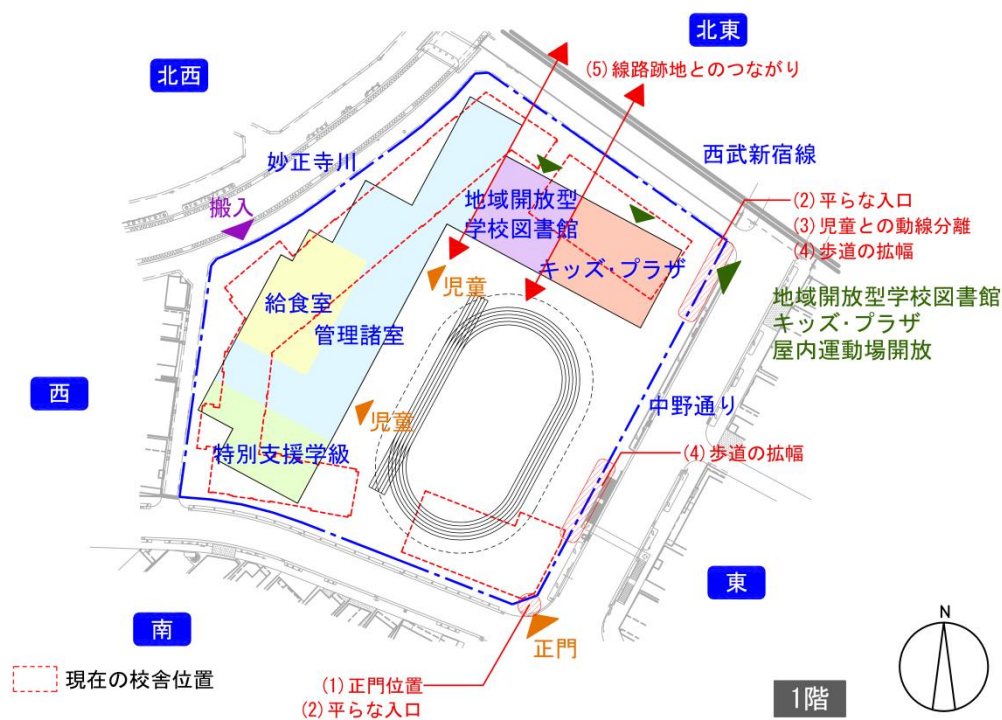 北東
(5) 線路跡地とのつながり
北西
西武新宿線
妙正寺川
(2) 平らな入口
(3) 児童との動線分離
(4) 歩道の拡幅
搬入
地域開放型
学校図書館
キッズ・プラザ
児童
地域開放型学校図書館
キッズ・プラザ
屋内運動場開放
給食室
管理諸室
西
中野通り
児童
特別支援学級
(4) 歩道の拡幅
東
南
正門
現在の校舎位置
(1) 正門位置
(2) 平らな入口
1階
N